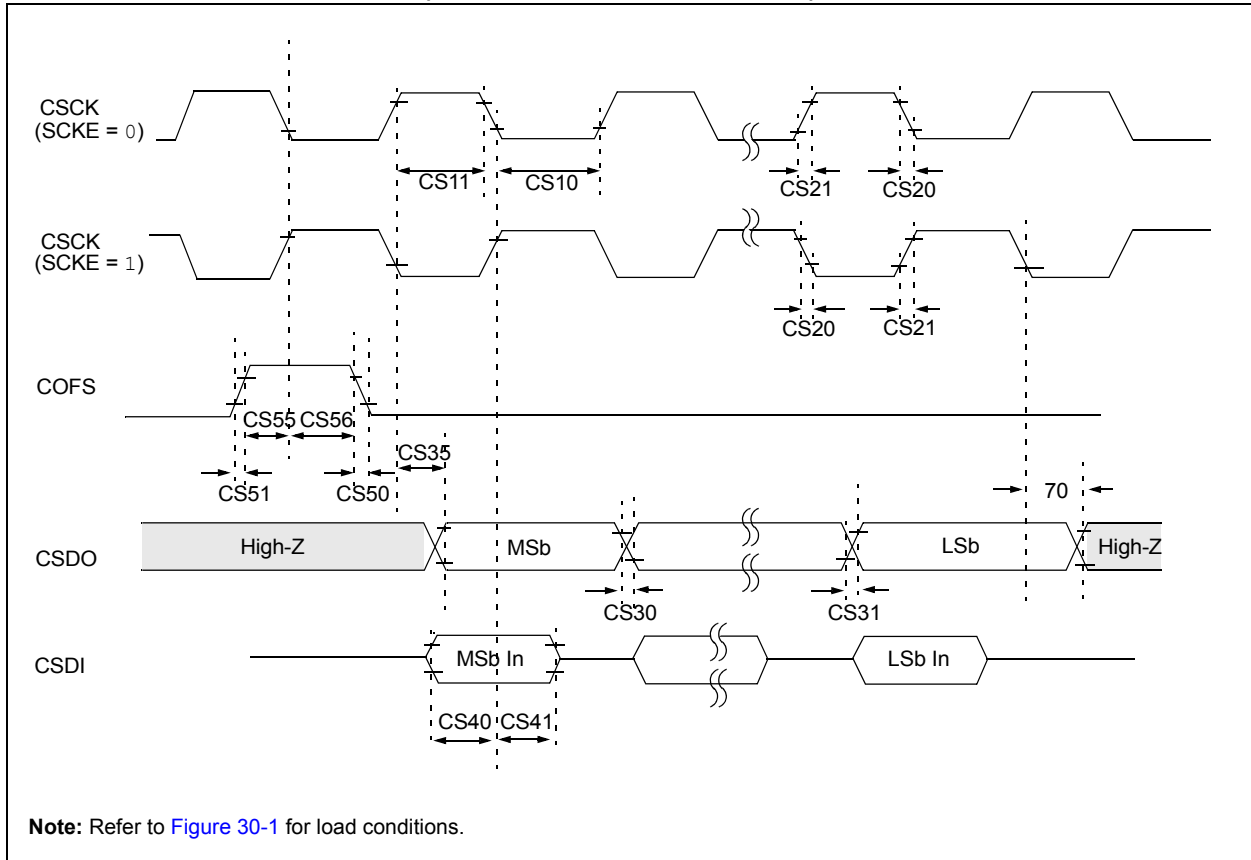 CSCK
(SCKE = 0)
CS11
CS10
CS21
CS20
CSCK
(SCKE = 1)
CS20
CS21
COFS
CS55
CS56
CS35
CS51
CS50
70
CSDO
High-Z
MSb
LSb
High-Z
CS30
CS31
CSDI
MSb In
LSb In
CS40
CS41
Note: Refer to Figure 30-1 for load conditions.